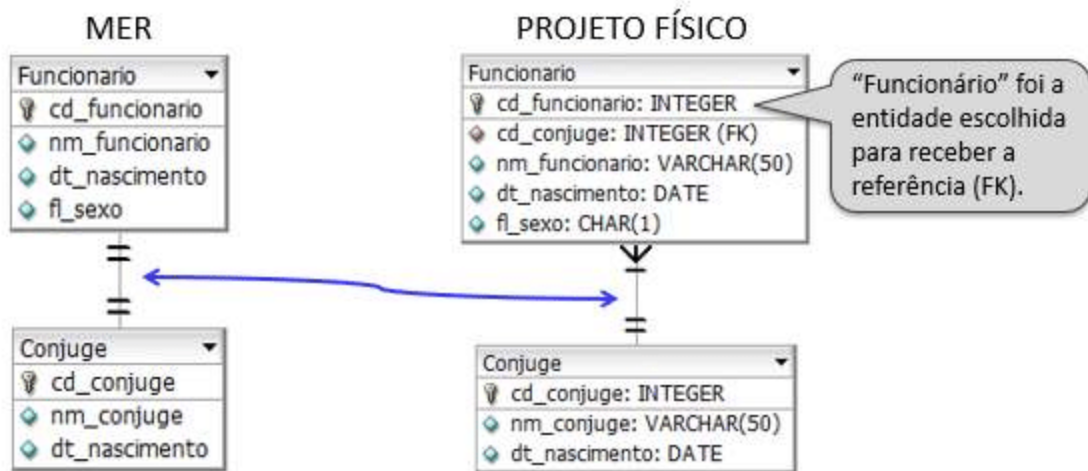 MER
Funcionario
cd_funcionario
nm_funcionario
dt_nascimento
fl_sexo
Conjuge
cd_conjuge
nm_conjuge
dt_nascimento
PROJETO FÍSICO
Funcionario
cd_funcionario: INTEGER
cd_conjuge: INTEGER (FK)
nm_funcionario: VARCHAR(50)
dt_nascimento: DATE
fl_sexo: CHAR(1)
"Funcionário" foi a
entidade escolhida
para receber a
referência (FK).
Conjuge
cd_conjuge: INTEGER
nm_conjuge: VARCHAR(50)
dt_nascimento: DATE